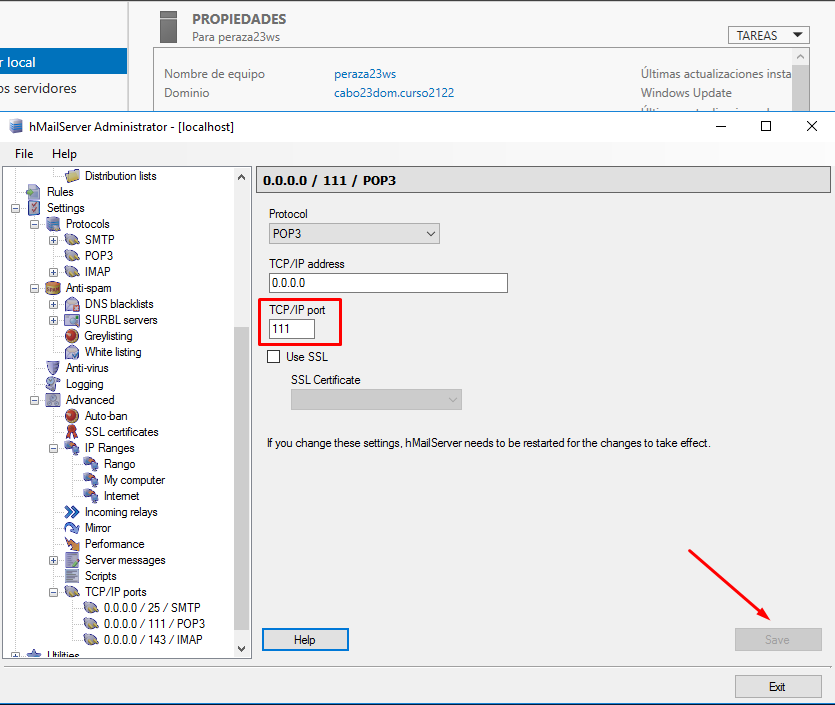 PROPIEDADES
Para peraza23ws
TAREAS
r local
os servidores
Nombre de equipo
peraza23ws
Últimas actualizaciones insta
Dominio
cabo23dom.curso2122
Windows Update
hMailServer Administrator - [localhost]
File
Help
Distribution lists
Rules
Settings
Protocols
SMTP
POP3
IMAP
Anti-spam
DNS blacklists
SURBL servers
Greylisting
White listing
Anti-virus
Logging
Advanced
Auto-ban
SSL certificates
IP Ranges
Rango
My computer
Internet
Incoming relays
Mirror
Performance
Server messages
Scripts
TCP/IP ports
0.0.0.0 / 25 / SMTP
0.0.0.0 / 111 / POP3
0.0.0.0 / 143 / IMAP
Utilities
0.0.0.0 / 111 / POP3
Protocol
POP3
TCP/IP address
0.0.0.0
TCP/IP port
111
Use SSL
SSL Certificate
If you change these settings, hMailServer needs to be restarted for the changes to take effect.
Help
Save
Exit